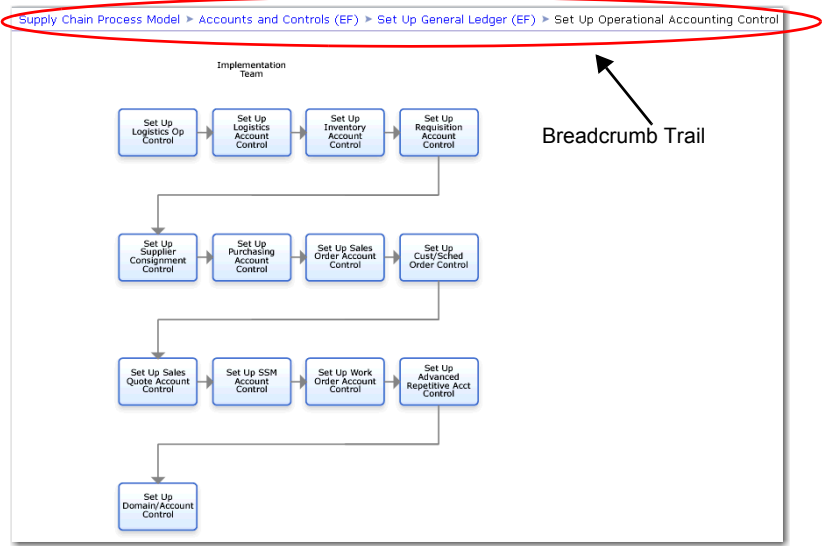 Supply Chain Process Model ➤ Accounts and Controls (EF) ➤ Set Up General Ledger (EF) ➤ Set Up Operational Accounting Control
Implementation
Team
Breadcrumb Trail
Set Up
Logistics Op
Control
Set Up
Logistics
Account
Control
Set Up
Inventory
Account
Control
Set Up
Requisition
Account
Control
Set Up
Supplier
Consignment
Control
Set Up
Purchasing
Account
Control
Set Up Sales
Order Account
Control
Set Up
Cust/Sched
Order Control
Set Up Sales
Quote Account
Control
Set Up SSM
Account
Control
Set Up Work
Order Account
Control
Set Up
Advanced
Repetitive Acct
Control
Set Up
Domain/Account
Control